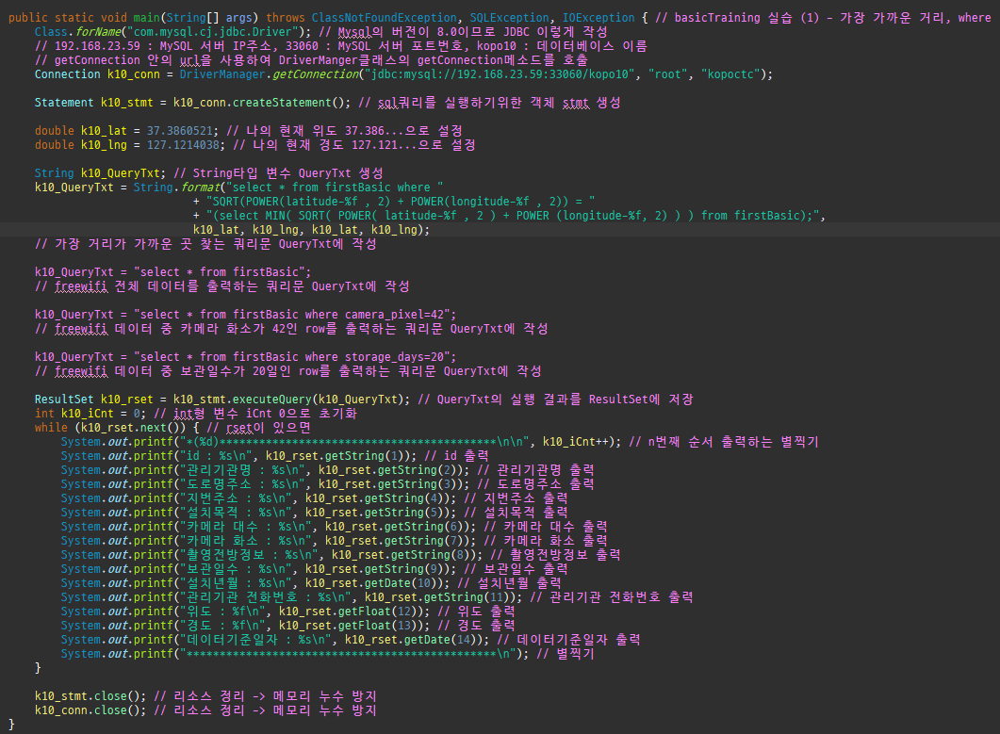 public static void main(String[] args) throws ClassNotFoundException, SQLException, IOException { // basicTraining 실습 (1) - 가장 가까운 거리, where
Class.forName("com.mysql.cj.jdbc.Driver"); // Mysql의 버전이 8.0이므로 JDBC 이렇게 작성
// 192.168.23.59 : MySQL 서버 IP주소, 33060 : MySQL 서버 포트번호, kopo10 : 데이터베이스 이름
// getConnection 안의 url을 사용하여 DriverManger클래스의 getConnection메소드를 호출
Connection k10_conn = DriverManager.getConnection("jdbc:mysql://192.168.23.59:33060/kopo10", "root", "kopoctc");
Statement k10_stmt = k10_conn.createStatement(); // sql쿼리를 실행하기위한 객체 stmt 생성
double k10_lat = 37.3860521; // 나의 현재 위도 37.386...으로 설정
double k10_lng = 127.1214038; // 나의 현재 경도 127.121...으로 설정
String k10_QueryTxt; // String타입 변수 QueryTxt 생성
k10_QueryTxt = String.format("select * from firstBasic where "
+ "SQRT(POWER(latitude-%f , 2) + POWER(longitude-%f , 2)) = "
+ "(select MIN( SQRT( POWER( latitude-%f , 2 ) + POWER (longitude-%f, 2) ) ) from firstBasic);",
k10_lat, k10_lng, k10_lat, k10_lng);
// 가장 거리가 가까운 곳 찾는 쿼리문 QueryTxt에 작성
k10_QueryTxt = "select * from firstBasic";
// freewifi 전체 데이터를 출력하는 쿼리문 QueryTxt에 작성
k10_QueryTxt = "select * from firstBasic where camera_pixel=42";
// freewifi 데이터 중 카메라 화소가 42인 row를 출력하는 쿼리문 QueryTxt에 작성
k10_QueryTxt = "select * from firstBasic where storage_days=20";
// freewifi 데이터 중 보관일수가 20일인 row를 출력하는 쿼리문 QueryTxt에 작성
ResultSet k10_rset = k10_stmt.executeQuery(k10_QueryTxt); // QueryTxt의 실행 결과를 ResultSet에 저장
int k10_iCnt = 0; // int형 변수 iCnt 0으로 초기화
while (k10_rset.next()) { // rset이 있으면
System.out.printf("*(%d)******************************************\n\n", k10_iCnt++); // n번째 순서 출력하는 별찍기
System.out.printf("id : %s\n", k10_rset.getString(1)); // id 출력
System.out.printf("관리기관명 : %s\n", k10_rset.getString(2)); // 관리기관명 출력
System.out.printf("도로명주소 : %s\n", k10_rset.getString(3)); // 도로명주소 출력
System.out.printf("지번주소 : %s\n", k10_rset.getString(4)); // 지번주소 출력
System.out.printf("설치목적 : %s\n", k10_rset.getString(5)); // 설치목적 출력
System.out.printf("카메라 대수 : %s\n", k10_rset.getString(6)); // 카메라 대수 출력
System.out.printf("카메라 화소 : %s\n", k10_rset.getString(7)); // 카메라 화소 출력
System.out.printf("촬영전방정보 : %s\n", k10_rset.getString(8)); // 촬영전방정보 출력
System.out.printf("보관일수 : %s\n", k10_rset.getString(9)); // 보관일수 출력
System.out.printf("설치년월 : %s\n", k10_rset.getDate(10)); // 설치년월 출력
System.out.printf("관리기관 전화번호 : %s\n", k10_rset.getString(11)); // 관리기관 전화번호 출력
System.out.printf("위도 : %f\n", k10_rset.getFloat(12)); // 위도 출력
System.out.printf("경도 : %f\n", k10_rset.getFloat(13)); // 경도 출력
System.out.printf("데이터기준일자 : %s\n", k10_rset.getDate(14)); // 데이터기준일자 출력
System.out.printf("***********************************************\n"); // 별찍기
}
k10_stmt.close(); // 리소스 정리 -> 메모리 누수 방지
k10_conn.close(); // 리소스 정리 -> 메모리 누수 방지
}